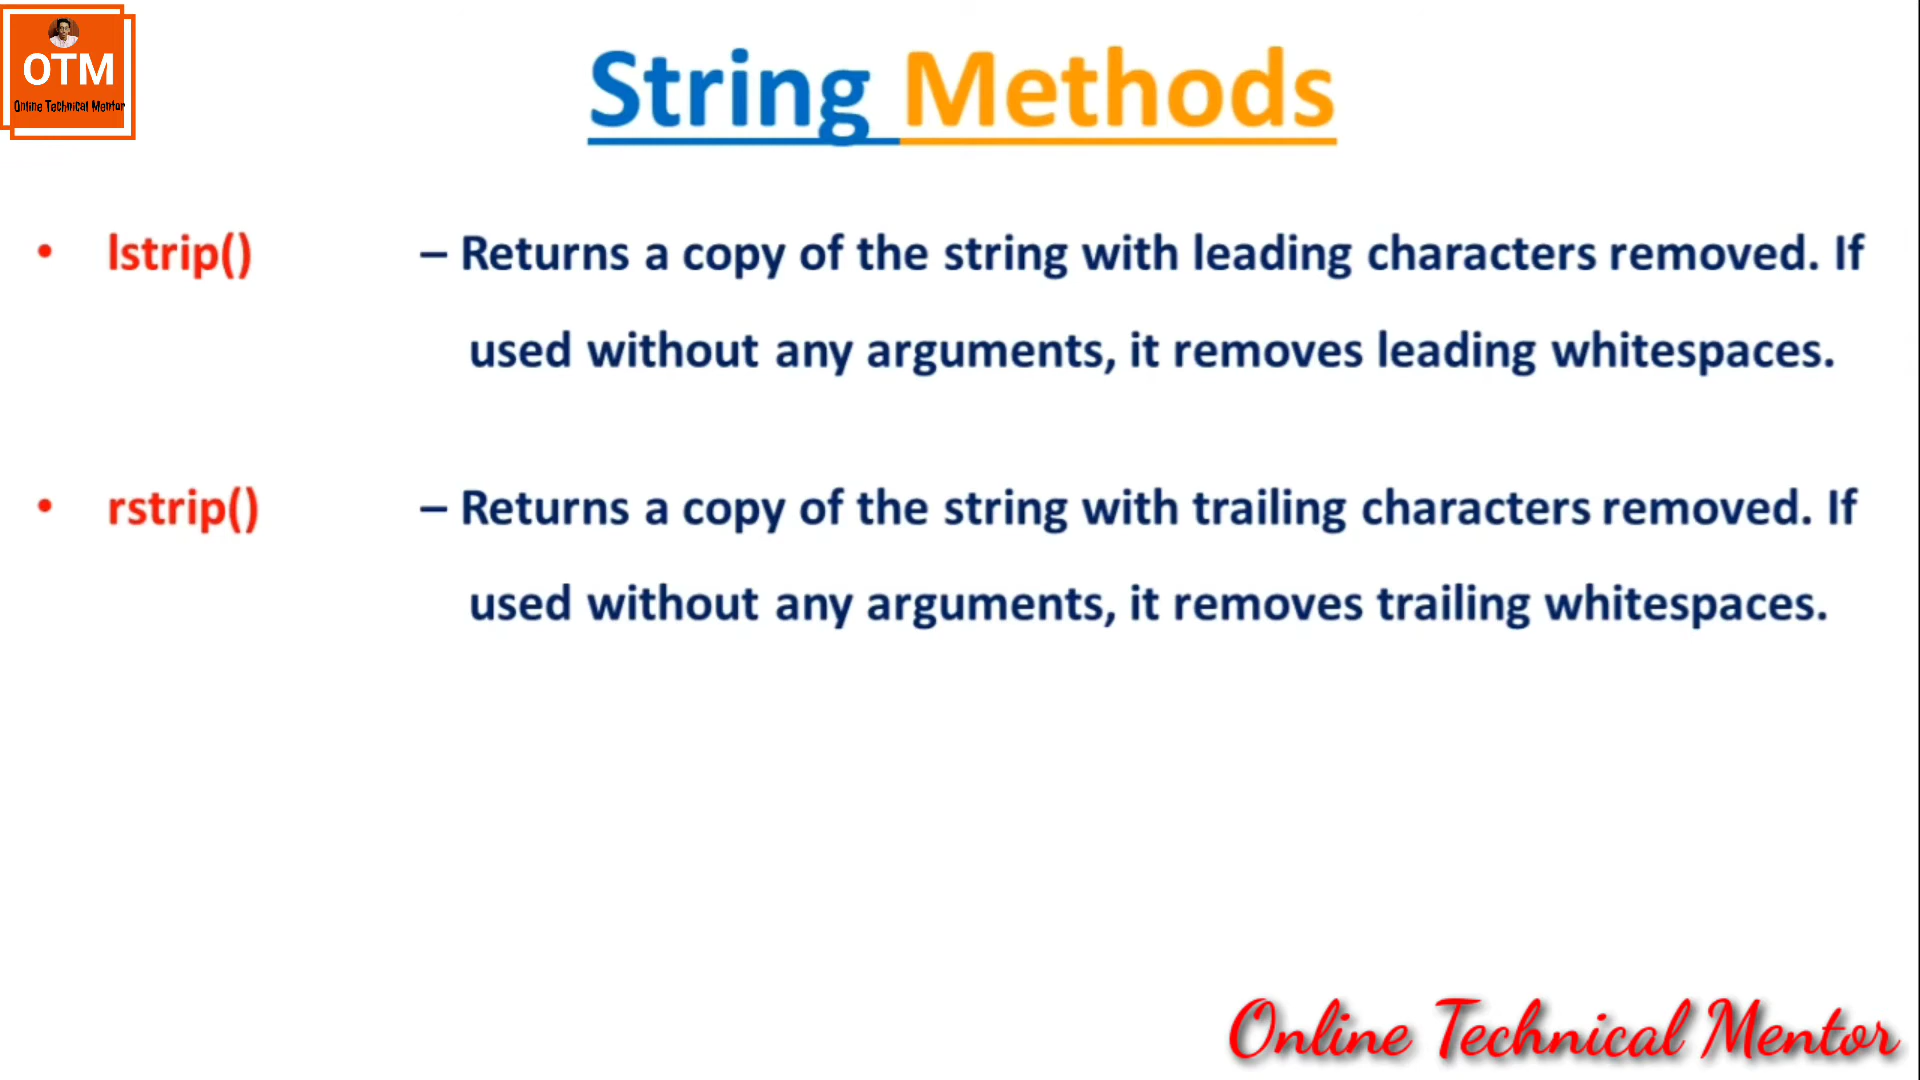 OTM
Online Technical Mentor
String Methods
• lstrip() – Returns a copy of the string with leading characters removed. If
used without any arguments, it removes leading whitespaces.
• rstrip() – Returns a copy of the string with trailing characters removed. If
used without any arguments, it removes trailing whitespaces.
Online Technical Mentor